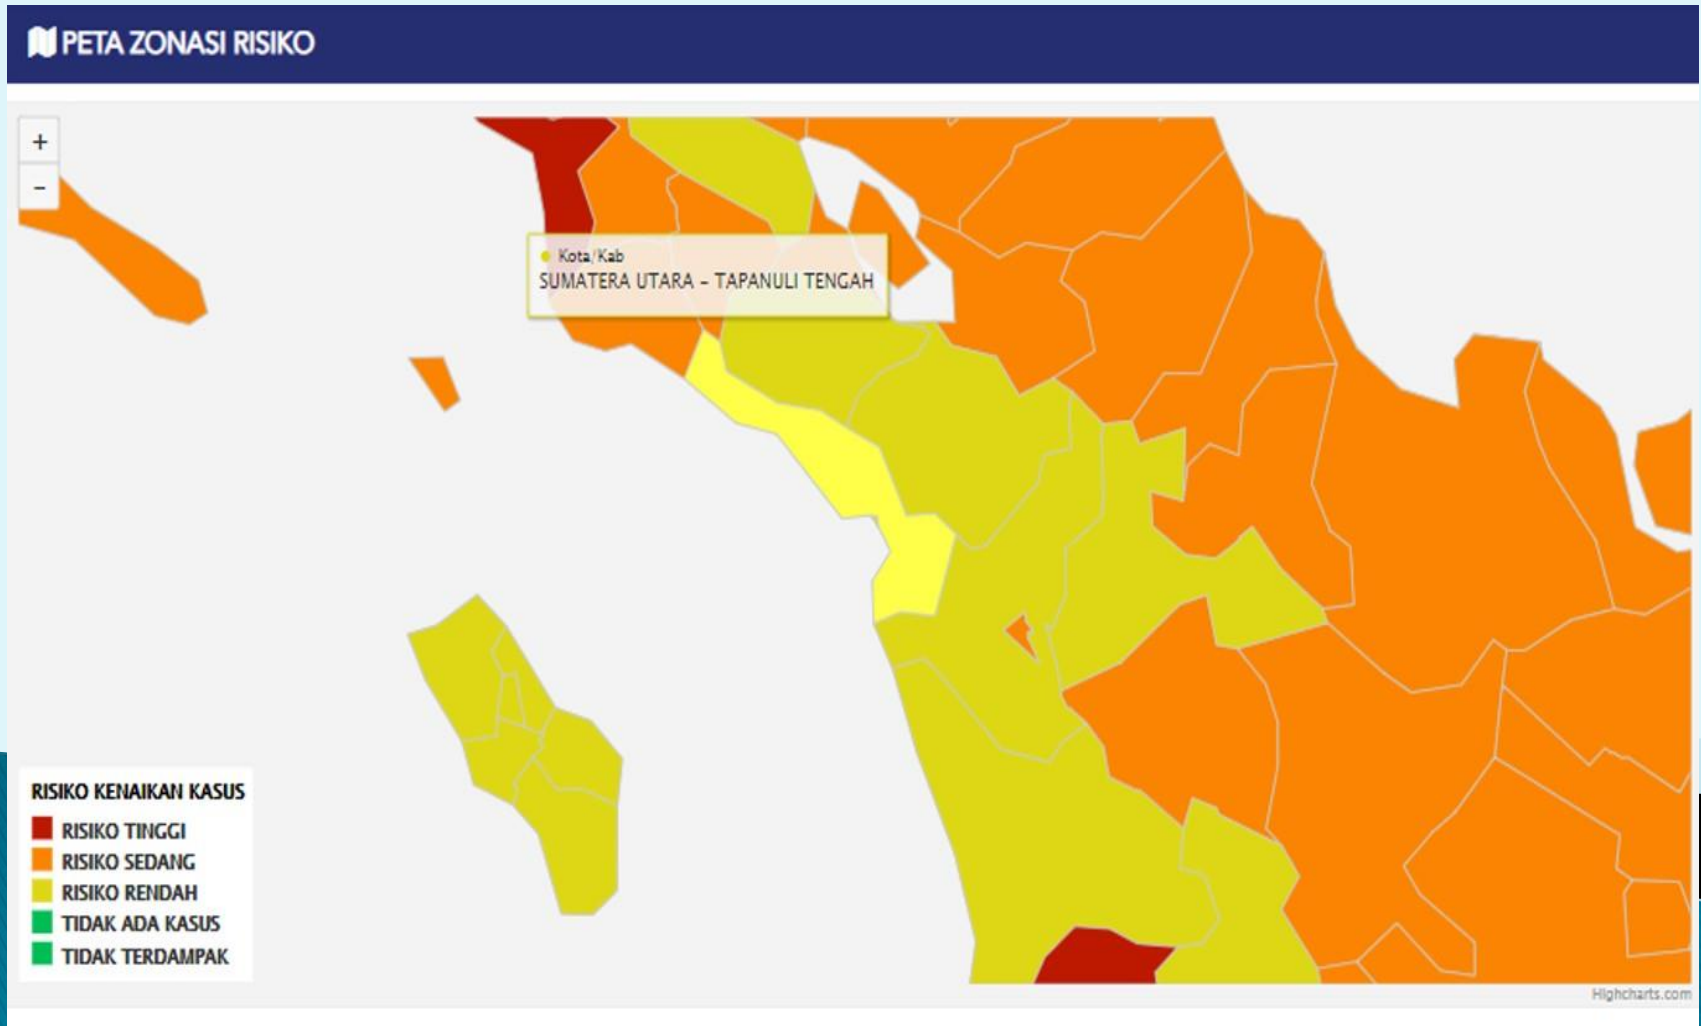 PETA ZONASI RISIKO
+
−
Kota/Kab
SUMATERA UTARA – TAPANULI TENGAH
RISIKO KENAIKAN KASUS
RISIKO TINGGI
RISIKO SEDANG
RISIKO RENDAH
TIDAK ADA KASUS
TIDAK TERDAMPAK
Highcharts.com